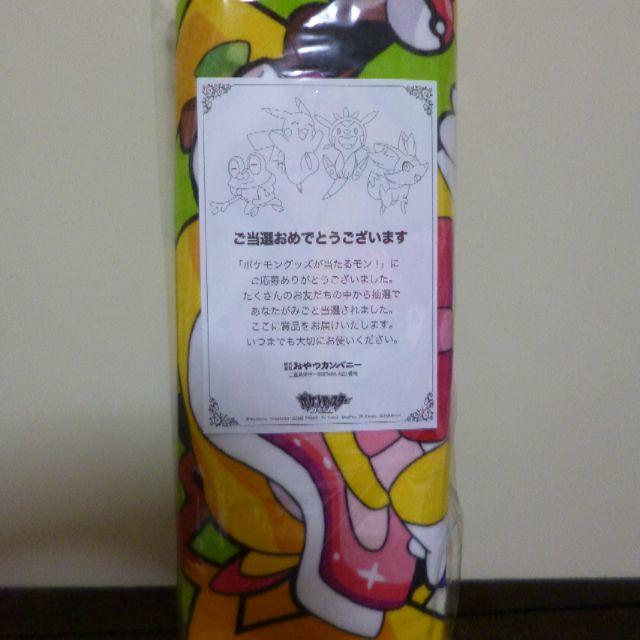 ご当選おめでとうございます
「ポケモングッズが当たるモン！」に
ご応募ありがとうございました。
たくさんのお友だちの中から抽選で
あなたがみごと当選されました。
ここに賞品をお届けいたします。
いつまでも大切にお使いください。
株式会社おやつカンパニー